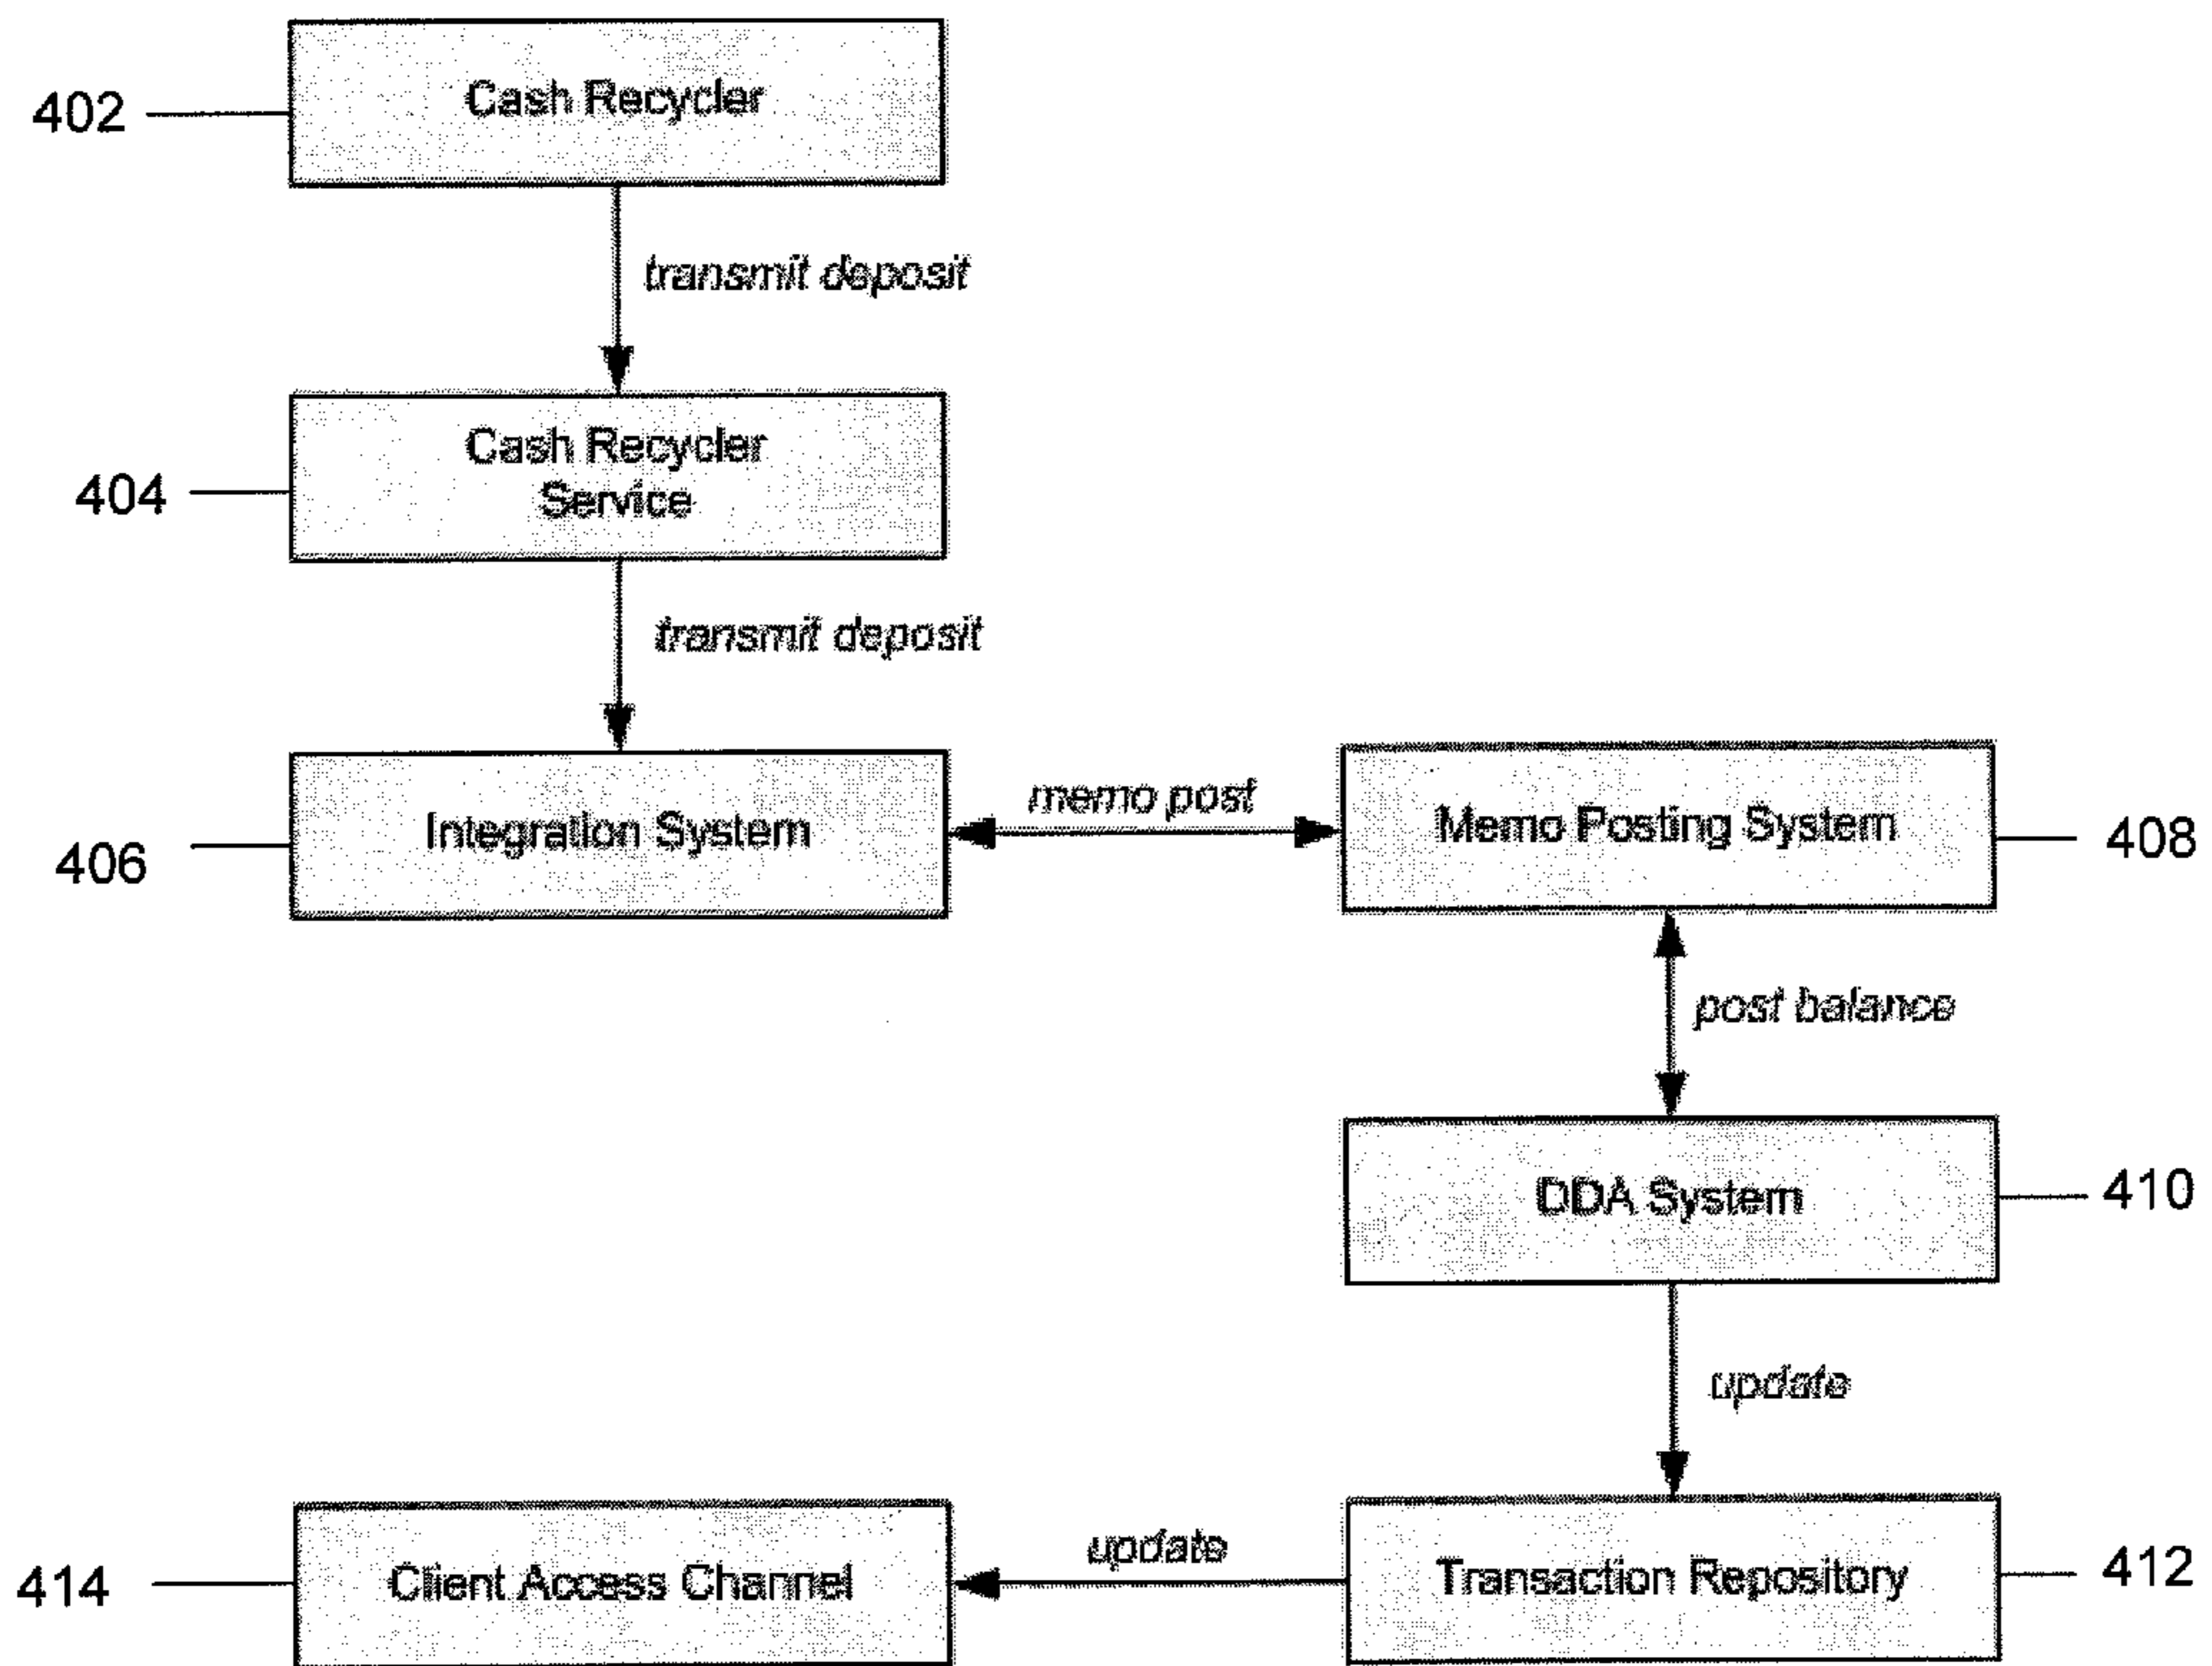 Cash Recycler
402
transmit deposit
Cash Recycler
Service
404
transmit deposit
Integration System
406
memo post
Memo Posting System
408
post balance
DDA System
410
update
Transaction Repository
412
update
Client Access Channel
414